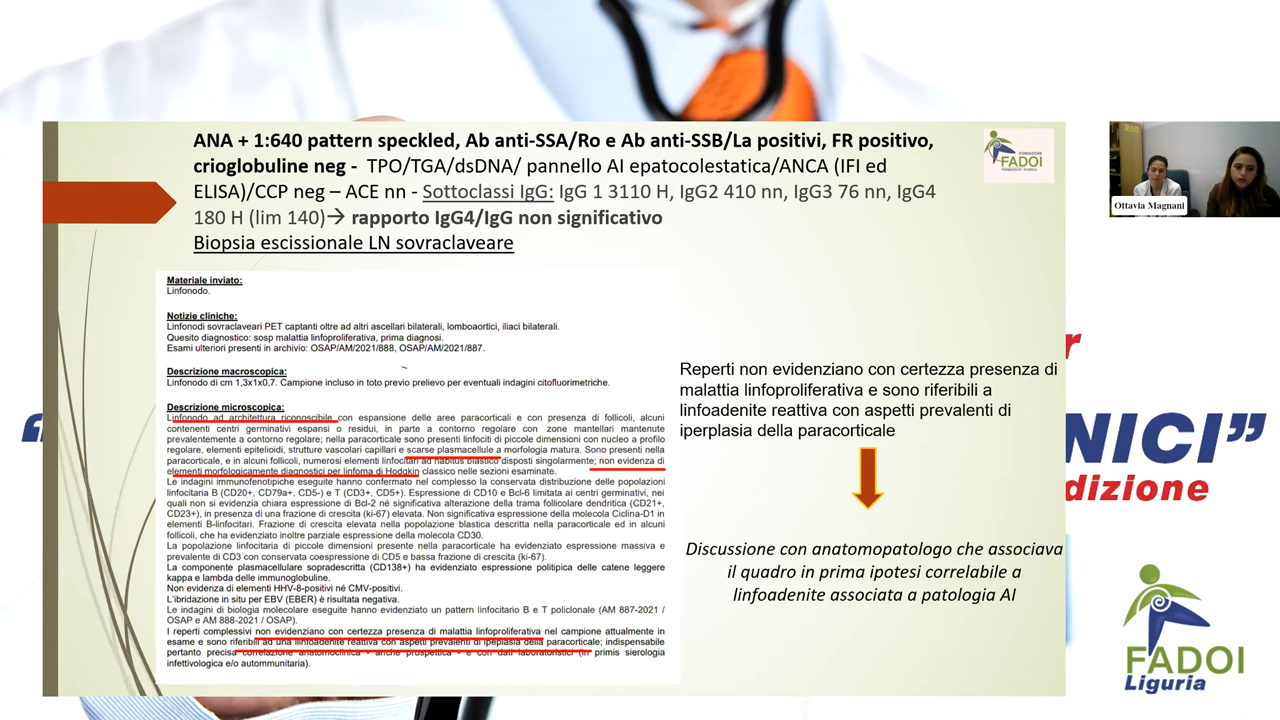 ANA + 1:640 pattern speckled, Ab anti-SSA/Ro e Ab anti-SSB/La positivi, FR positivo,
crioglobuline neg - TPO/TGA/dsDNA/ pannello AI epatocolestatica/ANCA (IFI ed
ELISA)/CCP neg – ACE nn - Sottoclassi IgG: IgG 1 3110 H, IgG2 410 nn, IgG3 76 nn, IgG4
180 H (lim 140)→ rapporto IgG4/IgG non significativo
Biopsia escissionale LN sovraclaveare
FONDAZIONE
FADOI
Ottavia Magnani
Materiale inviato:
Linfonodo.
Notizie cliniche:
Linfonodi sovraclaveari PET captanti oltre ad altri ascellari bilaterali, lomboaortici, iliaci bilaterali.
Quesito diagnostico: sosp malattia linfoproliferativa, prima diagnosi.
Esami ulteriori presenti in archivio: OSAP/AM/2021/888, OSAP/AM/2021/887.
Descrizione macroscopica:
Linfonodo di cm 1,3x1x0,7. Campione incluso in toto previo prelievo per eventuali indagini citofluorimetriche.
Descrizione microscopica:
Linfonodo ad architettura riconoscibile con espansione delle aree paracorticali e con presenza di follicoli, alcuni
contenenti centri germinativi espansi o residui, in parte a contorno regolare con zone mantellari mantenute
prevalentemente a contorno regolare; nella paracorticale sono presenti linfociti di piccole dimensioni con nucleo a profilo
regolare, elementi epitelioidi, strutture vascolari capillari e scarse plasmacellule a morfologia matura. Sono presenti nella
paracorticale, e in alcuni follicoli, numerosi elementi linfocitari ad habitus blastico disposti singolarmente; non evidenza di
elementi morfologicamente diagnostici per linfoma di Hodgkin classico nelle sezioni esaminate.
Le indagini immunofenotipiche eseguite hanno confermato nel complesso la conservata distribuzione delle popolazioni
linfocitaria B (CD20+, CD79a+, CD5-) e T (CD3+, CD5+). Espressione di CD10 e Bcl-6 limitata ai centri germinativi, nei
quali non si evidenzia chiara espressione di Bcl-2 né significativa alterazione della trama follicolare dendritica (CD21+,
CD23+), in presenza di una frazione di crescita (ki-67) elevata. Non significativa espressione della molecola Ciclina-D1 in
elementi B-linfocitari. Frazione di crescita elevata nella popolazione blastica descritta nella paracorticale ed in alcuni
follicoli, che ha evidenziato inoltre parziale espressione della molecola CD30.
La popolazione linfocitaria di piccole dimensioni presente nella paracorticale ha evidenziato espressione massiva e
prevalente di CD3 con conservata coespressione di CD5 e bassa frazione di crescita (ki-67).
La componente plasmacellulare sopradescritta (CD138+) ha evidenziato espressione politipica delle catene leggere
kappa e lambda delle immunoglobuline.
Non evidenza di elementi HHV-8-positivi né CMV-positivi.
L'ibridazione in situ per EBV (EBER) è risultata negativa.
Le indagini di biologia molecolare eseguite hanno evidenziato un pattern linfocitario B e T policlonale (AM 887-2021 /
OSAP e AM 888-2021 / OSAP).
I reperti complessivi non evidenziano con certezza presenza di malattia linfoproliferativa nel campione attualmente in
esame e sono riferibili ad una linfoadenite reattiva con aspetti prevalenti di iperplasia della paracorticale; indispensabile
pertanto precisa correlazione anatomoclinica - anche prospettica - e con dati laboratoristici (in primis sierologia
infettivologica e/o autommunitaria).
Reperti non evidenziano con certezza presenza di
malattia linfoproliferativa e sono riferibili a
linfoadenite reattiva con aspetti prevalenti di
iperplasia della paracorticale
Discussione con anatomopatologo che associava
il quadro in prima ipotesi correlabile a
linfoadenite associata a patologia AI
r
“
NICI”
dizione
FADOI
Liguria